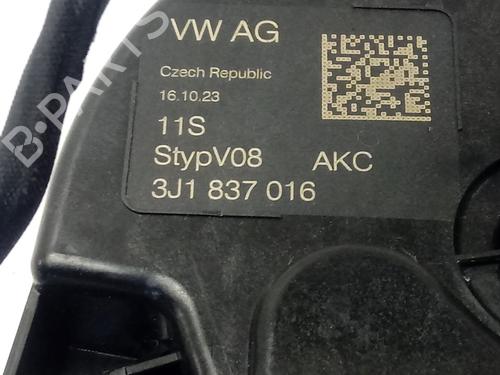 VW AG
Czech Republic
16.10.23
11S
StypV08 AKC
3J1 837 016
B-PARTS